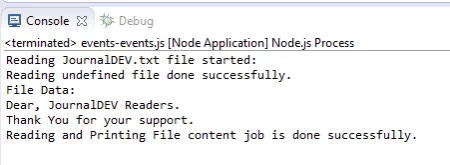 Console Debug
<terminated> events-events.js [Node Application] Node.js Process
Reading JournalDEV.txt file started:
Reading undefined file done successfully.
File Data:
Dear, JournalDEV Readers.
Thank You for your support.
Reading and Printing File content job is done successfully.